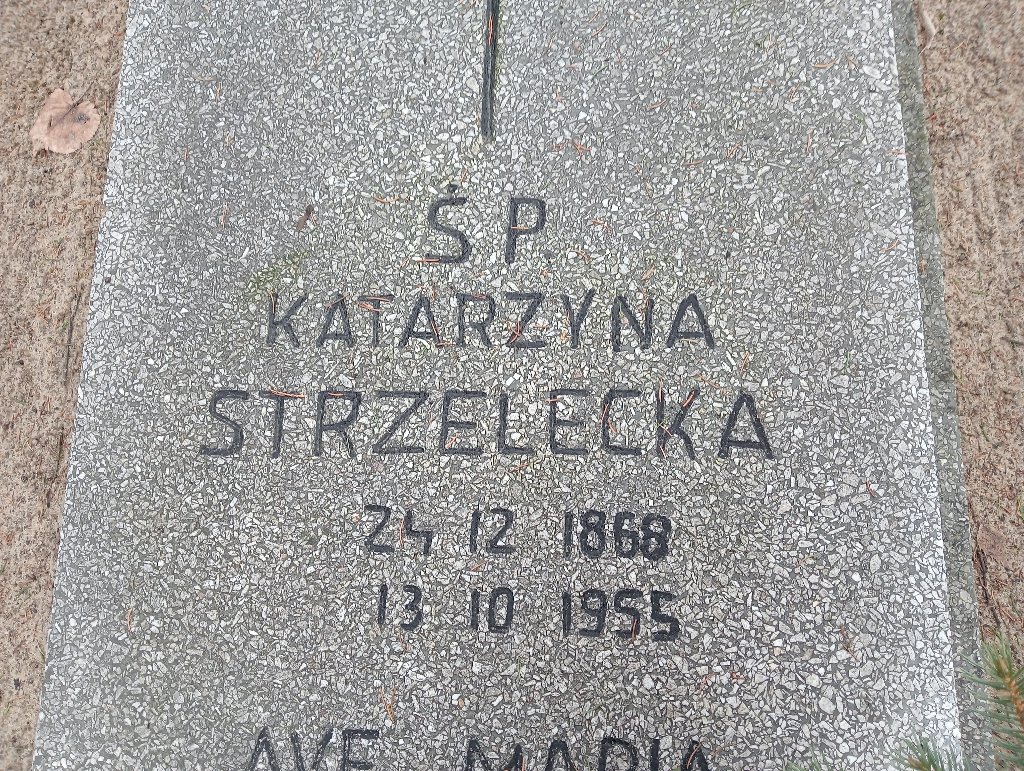 Ś.P.
KATARZYNA
STRZELECKA
24 12 1868
13 10 1955
AVE MARIA